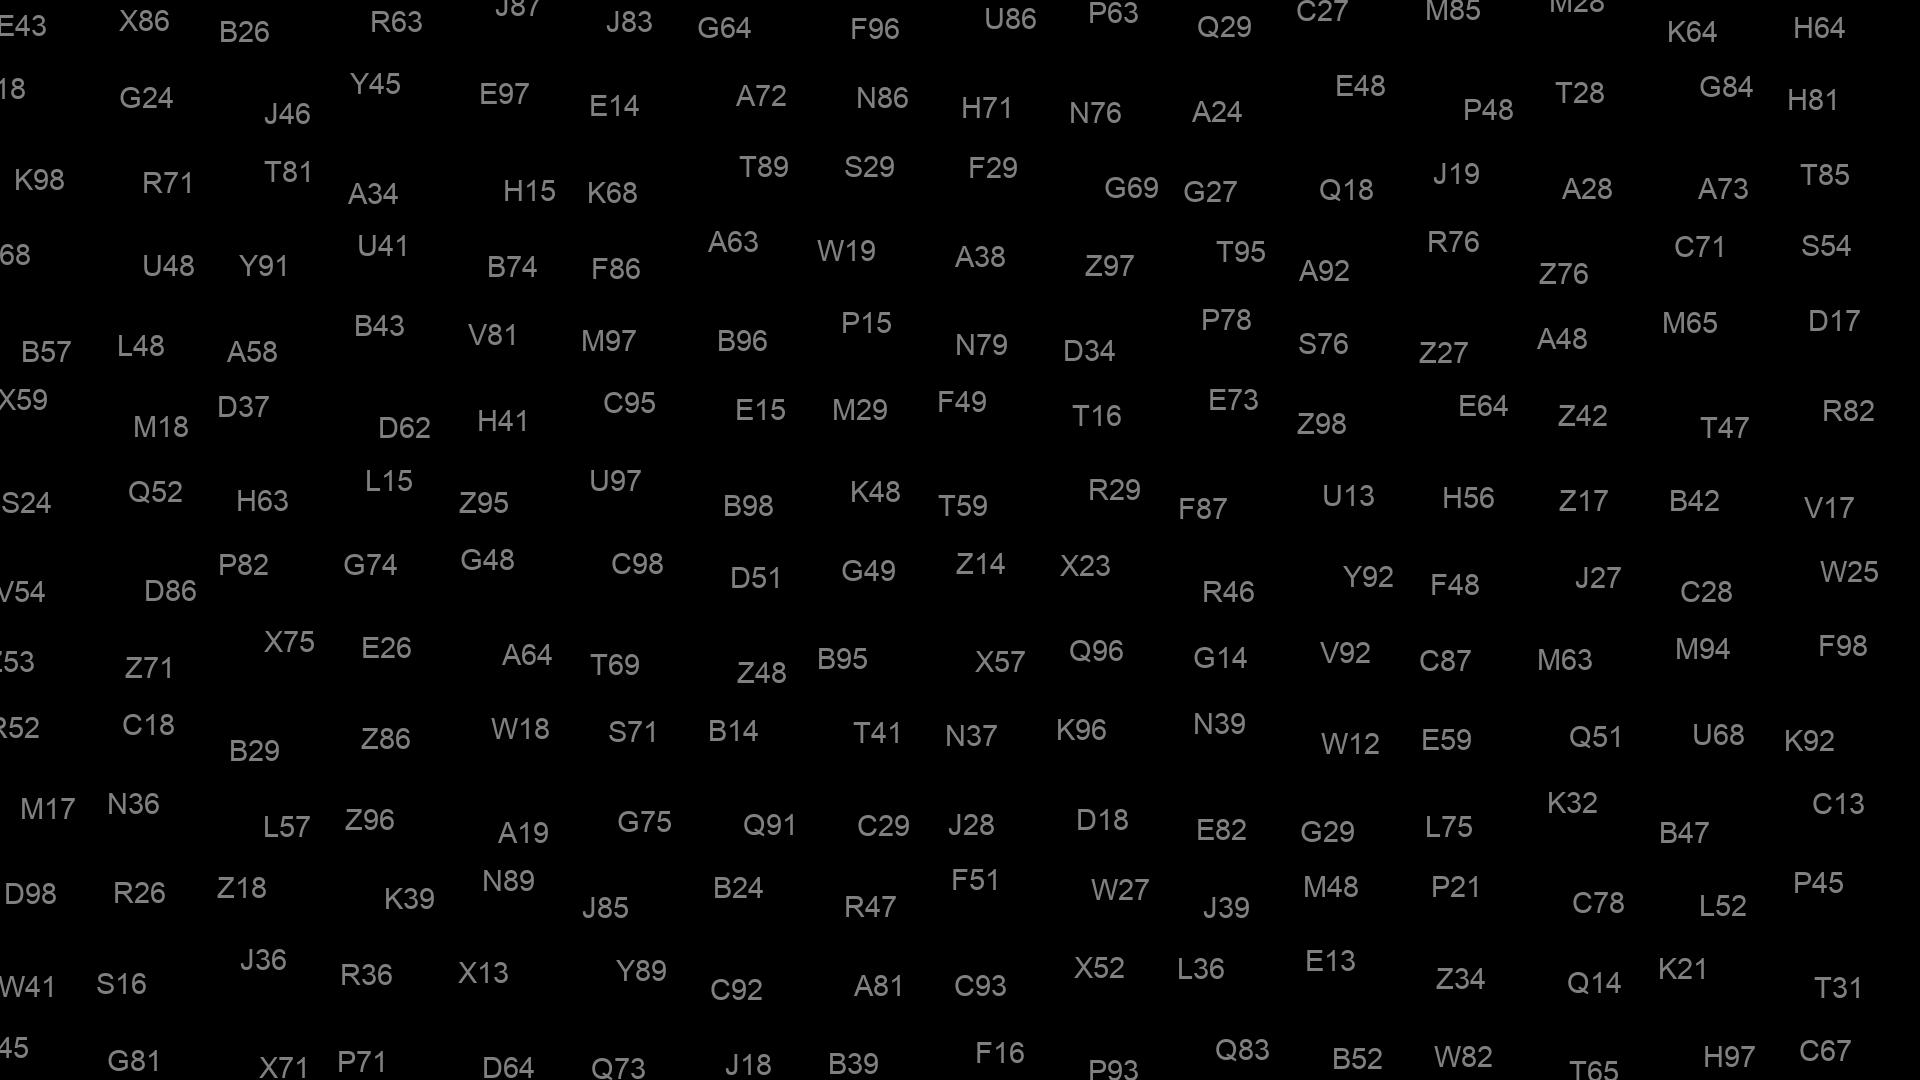 E43 X86 B26 R63 J87 J83 G64 F96 U86 P63 Q29 C27 M85 M28 K64 H64
18 G24 J46 Y45 E97 E14 A72 N86 H71 N76 A24 E48 P48 T28 G84 H81
K98 R71 T81 A34 H15 K68 T89 S29 F29 G69 G27 Q18 J19 A28 A73 T85
68 U48 Y91 U41 B74 F86 A63 W19 A38 Z97 T95 A92 R76 Z76 C71 S54
B57 L48 A58 B43 V81 M97 B96 P15 N79 D34 P78 S76 Z27 A48 M65 D17
X59 M18 D37 D62 H41 C95 E15 M29 F49 T16 E73 Z98 E64 Z42 T47 R82
S24 Q52 H63 L15 Z95 U97 B98 K48 T59 R29 F87 U13 H56 Z17 B42 V17
V54 D86 P82 G74 G48 C98 D51 G49 Z14 X23 R46 Y92 F48 J27 C28 W25
53 Z71 X75 E26 A64 T69 Z48 B95 X57 Q96 G14 V92 C87 M63 M94 F98
R52 C18 B29 Z86 W18 S71 B14 T41 N37 K96 N39 W12 E59 Q51 U68 K92
M17 N36 L57 Z96 A19 G75 Q91 C29 J28 D18 E82 G29 L75 K32 B47 C13
D98 R26 Z18 K39 N89 J85 B24 R47 F51 W27 J39 M48 P21 C78 L52 P45
W41 S16 J36 R36 X13 Y89 C92 A81 C93 X52 L36 E13 Z34 Q14 K21 T31
45 G81 X71 P71 D64 Q73 J18 B39 F16 P93 Q83 B52 W82 T65 H97 C67